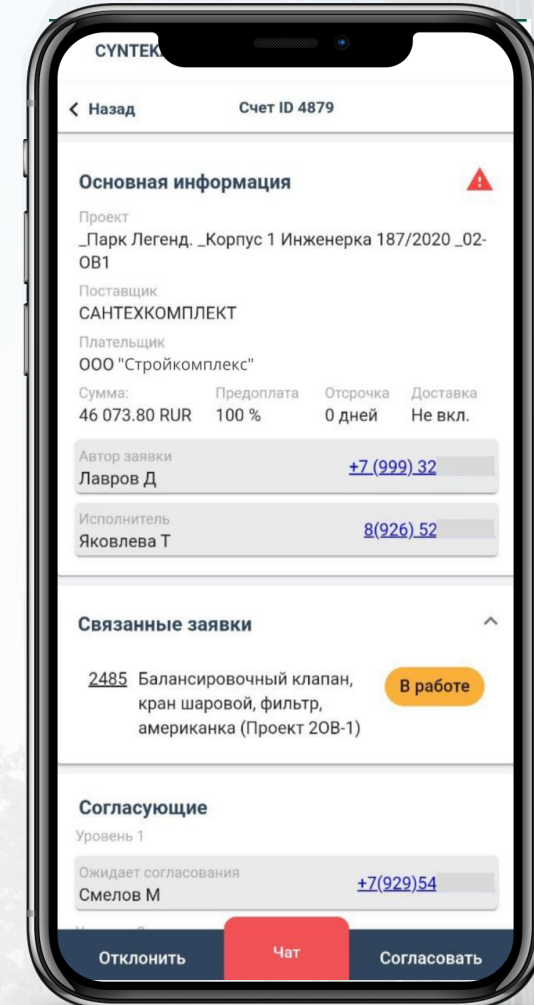 CYNTEK
Назад
Счет ID 4879
Основная информация
Проект
_Парк Легенд. _Корпус 1 Инженерка 187/2020 _02-
ОВ1
Поставщик
САНТЕХКОМПЛЕКТ
Плательщик
ООО "Стройкомплекс"
Сумма: Предоплата Отсрочка Доставка
46 073.80 RUR 100 % 0 дней Не вкл.
Автор заявки
Лавров Д
+7 (999) 32
Исполнитель
Яковлева Т
8(926) 52
Связанные заявки
2485 Балансировочный клапан,
кран шаровой, фильтр,
американка (Проект 2ОВ-1)
В работе
Согласующие
Уровень 1
Ожидает согласования
Смелов М
+7(929)54
Отклонить
Чат
Согласовать